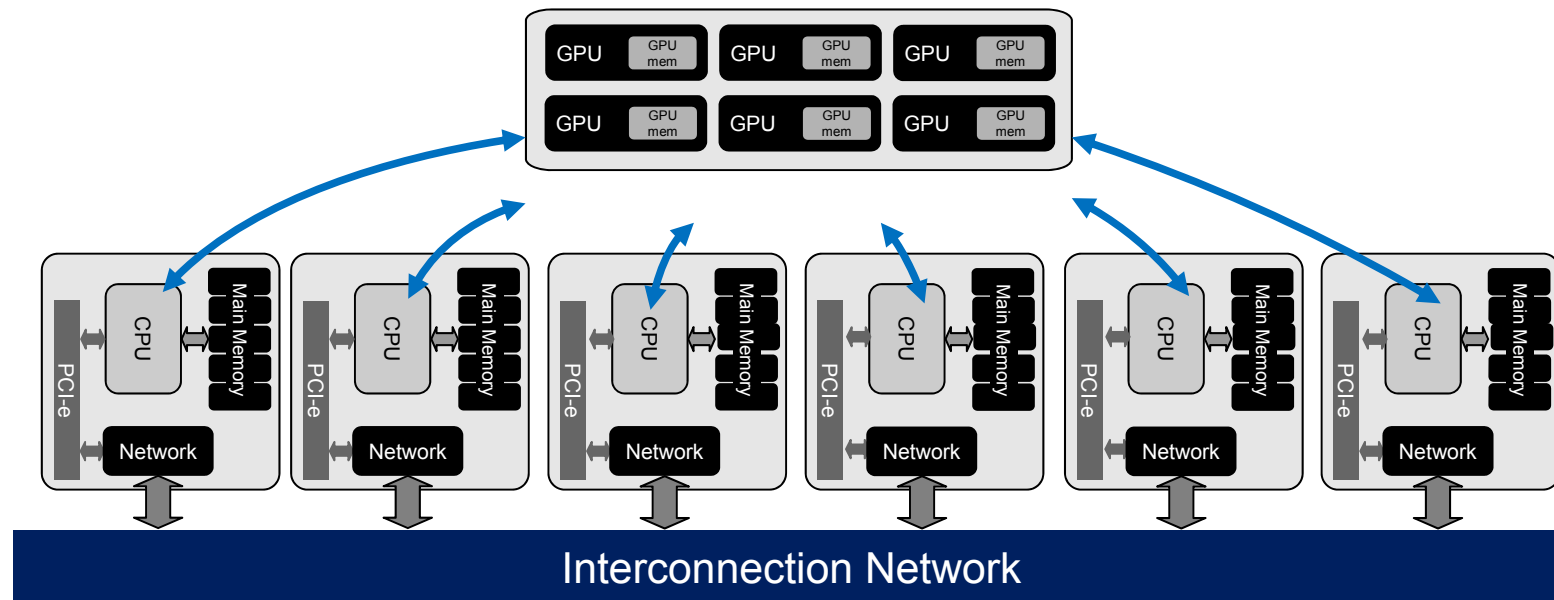 GPU GPU mem GPU GPU mem GPU GPU mem
GPU GPU mem GPU GPU mem GPU GPU mem
PCI-e CPU Main Memory Network
PCI-e CPU Main Memory Network
PCI-e CPU Main Memory Network
PCI-e CPU Main Memory Network
PCI-e CPU Main Memory Network
PCI-e CPU Main Memory Network
Interconnection Network